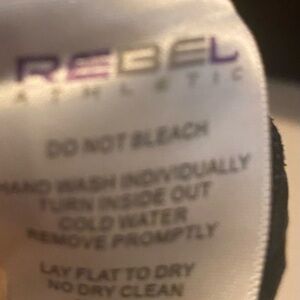 REBEL
ATHLETIC
DO NOT BLEACH
HAND WASH INDIVIDUALLY
TURN INSIDE OUT
COLD WATER
REMOVE PROMPTLY
LAY FLAT TO DRY
NO DRY CLEAN